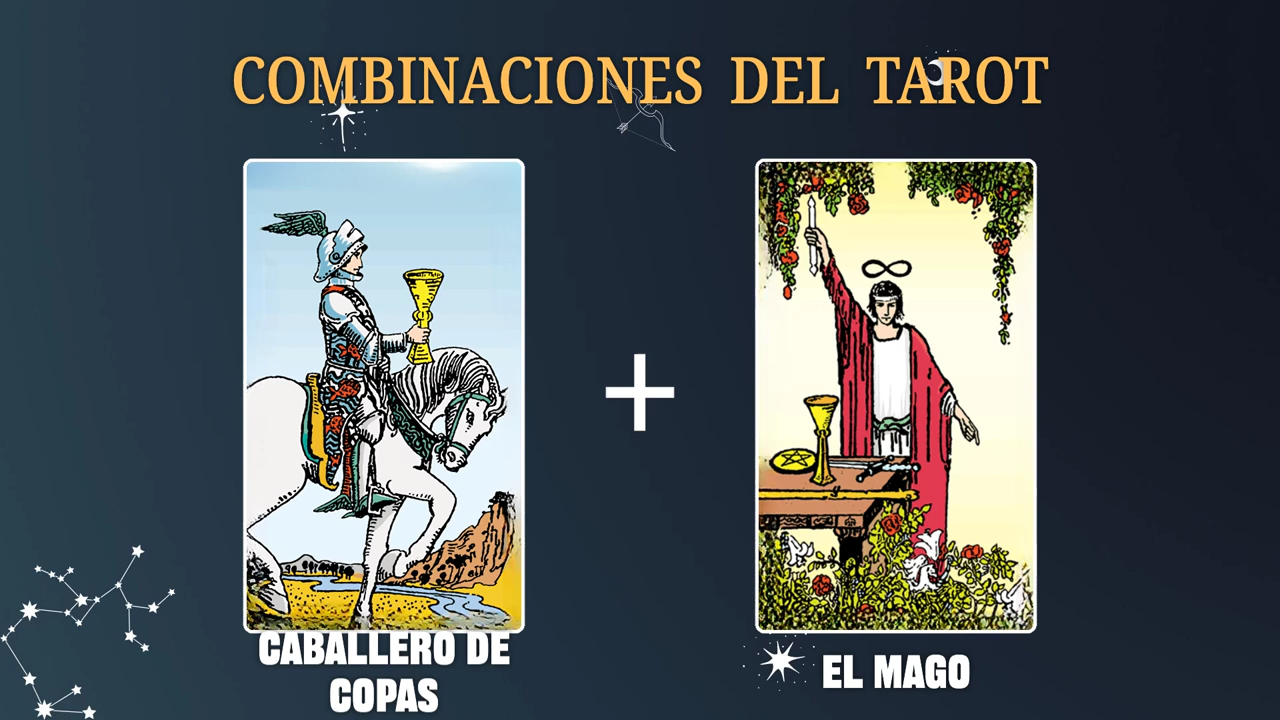 COMBINACIONES DEL TAROT
+
CABALLERO DE
COPAS
EL MAGO